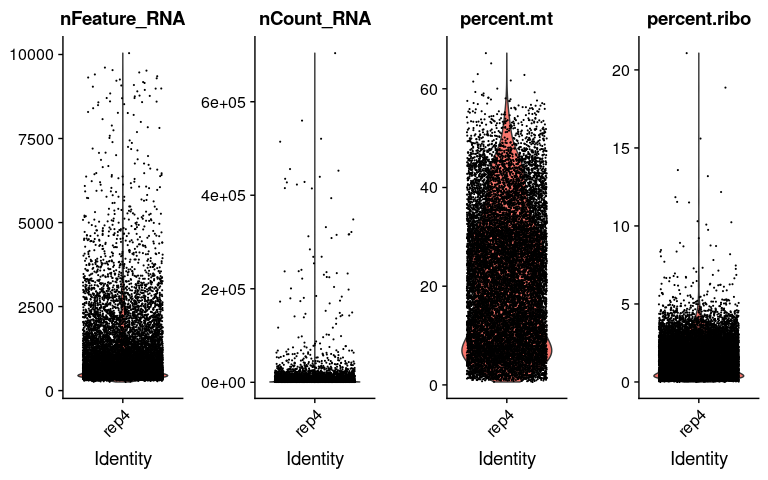 nFeature_RNA
nCount_RNA
percent.mt
percent.ribo
10000
7500
5000
2500
0
rep4
Identity
6e+05
4e+05
2e+05
0e+00
rep4
Identity
60
40
20
0
rep4
Identity
20
15
10
5
0
rep4
Identity